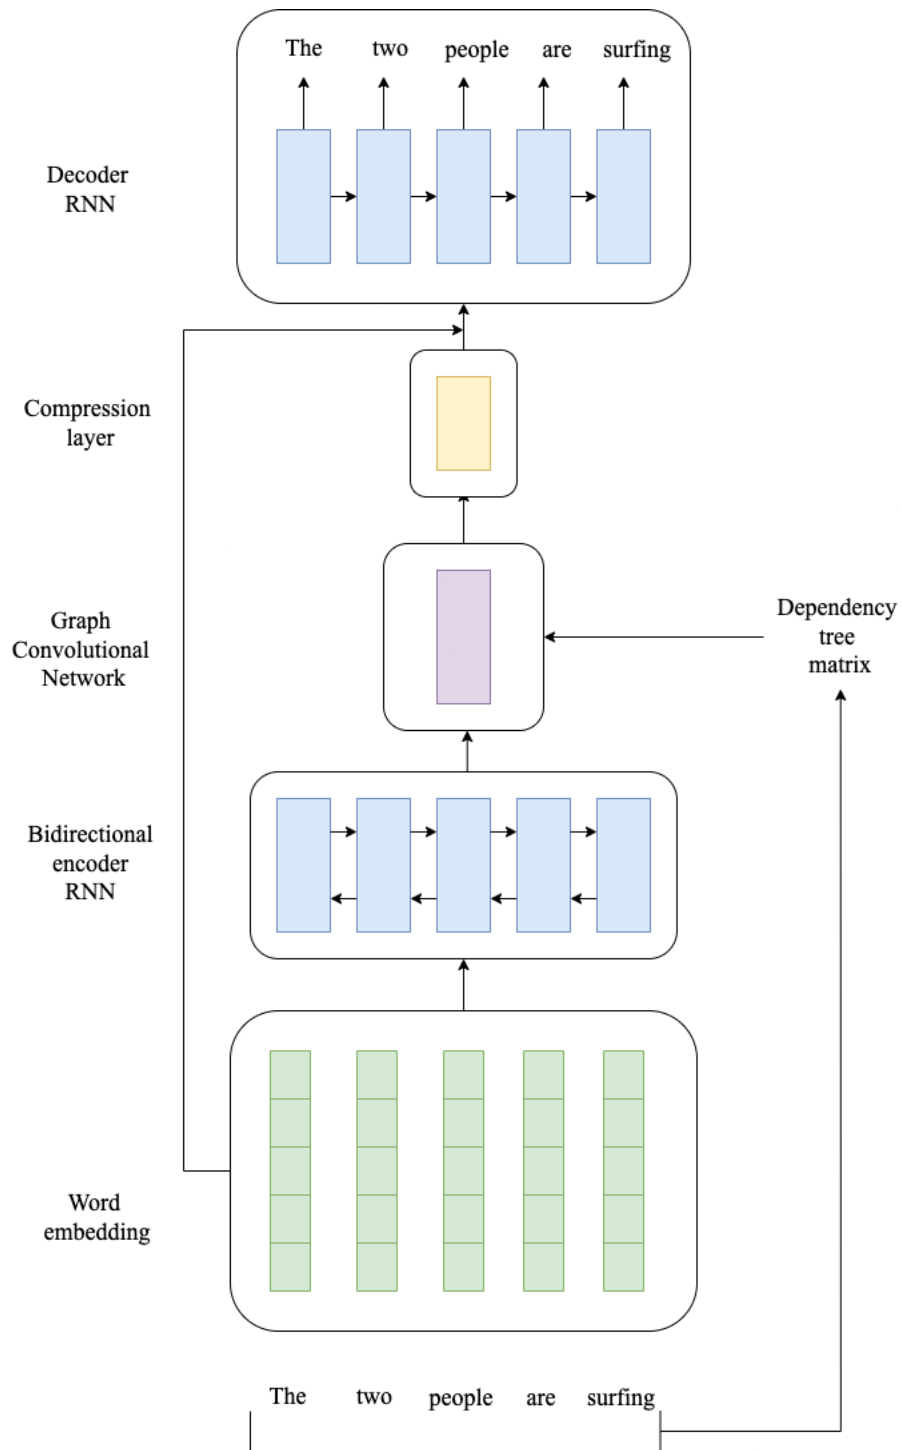 The two people are surfing
Decoder
RNN
Compression
layer
Graph
Convolutional
Network
Dependency
tree
matrix
Bidirectional
encoder
RNN
Word
embedding
The two people are surfing